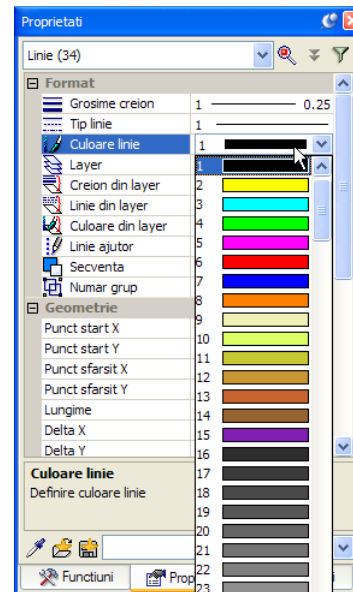 Proprietati
Linie (34)
Format
Grosime creion 1 0.25
Tip linie 1
Culoare linie 1
Layer 1
Creion din layer 2
Linie din layer 3
Culoare din layer 4
Linie ajutor 5
Secventa 6
Numar grup 7
Geometrie 8
Punct start X 9
Punct start Y 10
11
Punct sfarsit X 12
Punct sfarsit Y 13
Lungime 14
Delta X 15
Delta Y 16
Culoare linie 17
Definire culoare linie 18
19
20
21
Functiuni Prop 22
23